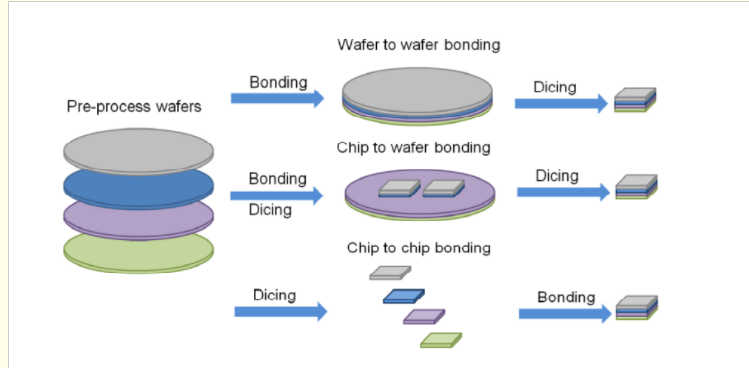 Wafer to wafer bonding
Pre-process wafers
Bonding
Dicing
Chip to wafer bonding
Bonding
Dicing
Dicing
Chip to chip bonding
Dicing
Bonding